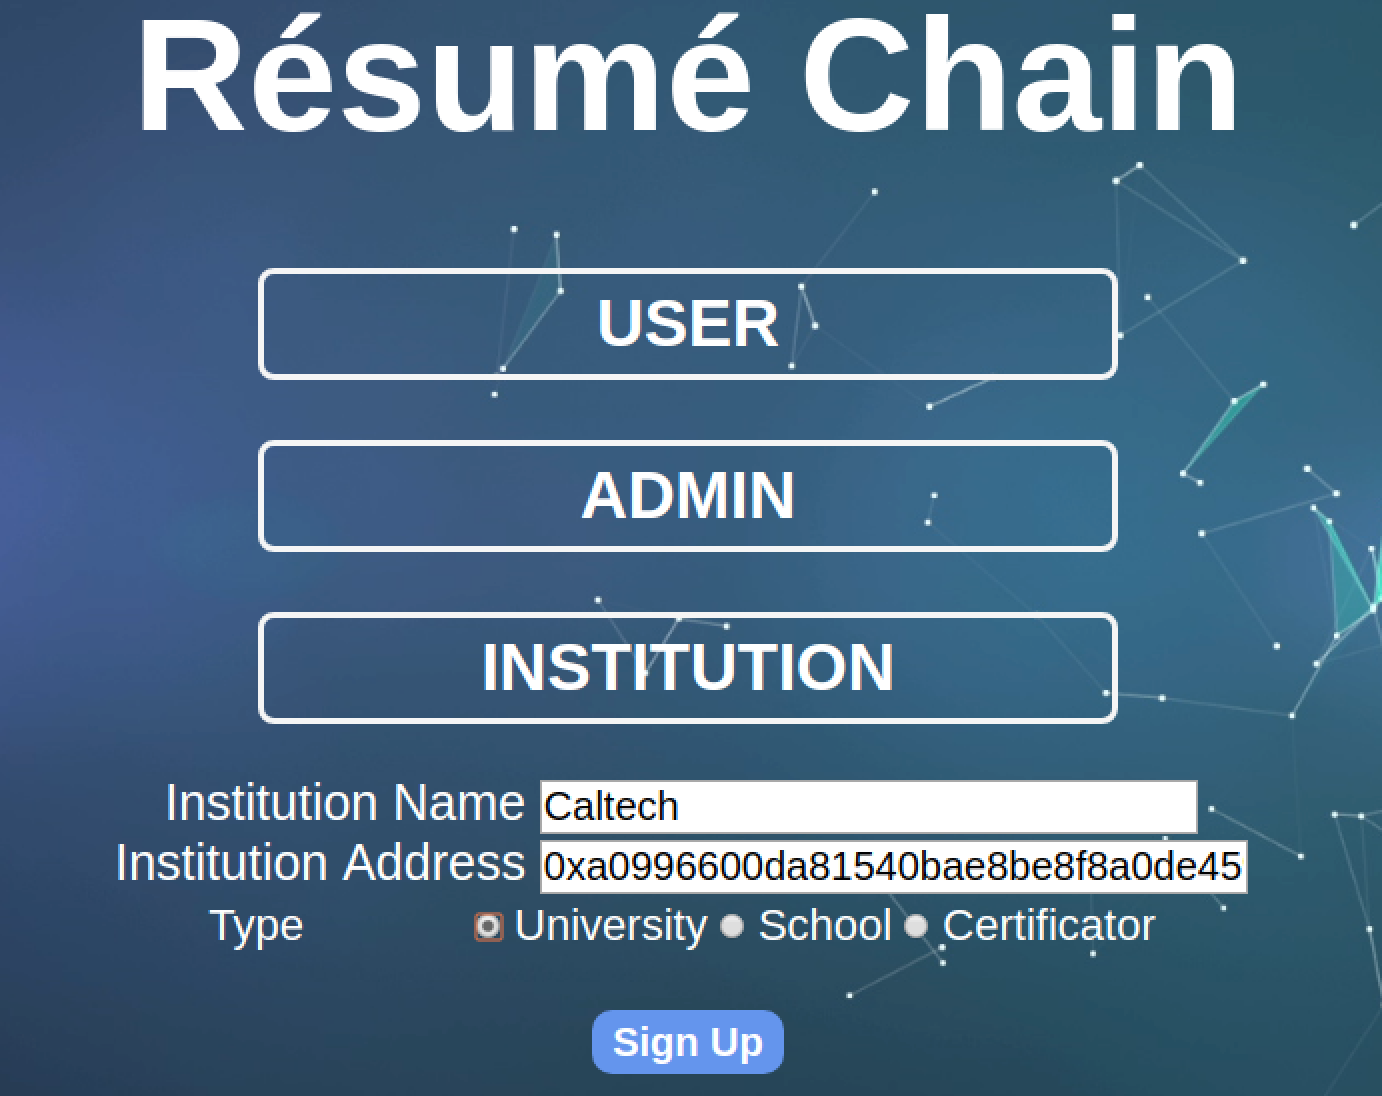 Résumé Chain
USER
ADMIN
INSTITUTION
Institution Name Caltech
Institution Address 0xa0996600da81540bae8be8f8a0de45
Type University School Certificator
Sign Up